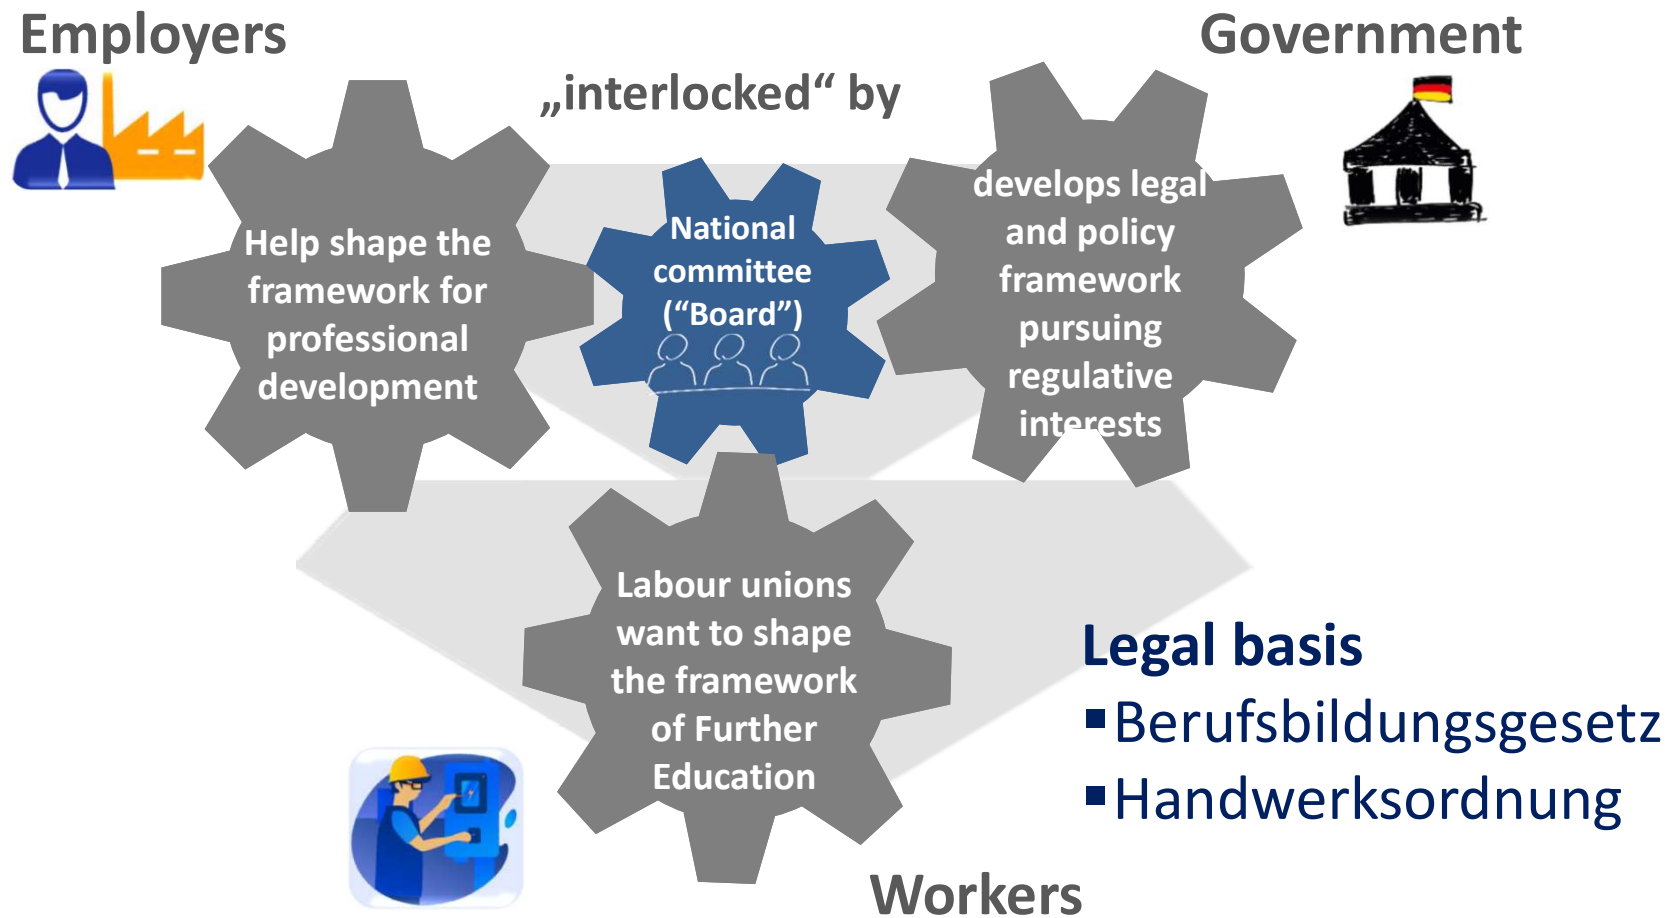 Employers
Government
„interlocked“ by
Help shape the
framework for
professional
development
National
committee
(“Board”)
develops legal
and policy
framework
pursuing
regulative
interests
Labour unions
want to shape
the framework
of Further
Education
Legal basis
▪Berufsbildungsgesetz
▪Handwerksordnung
Workers